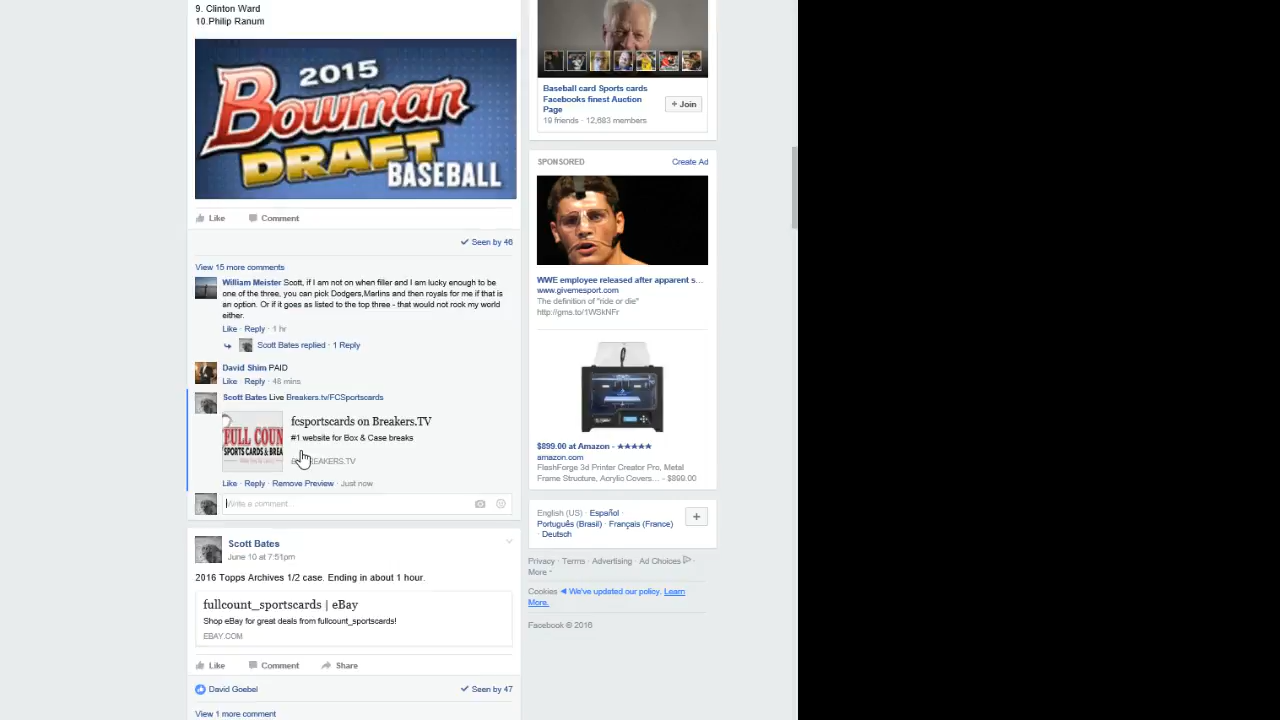 9. Clinton Ward
10.Philip Ranum
2015
Bowman
DRAFT
BASEBALL
Like Comment
Seen by 46
View 15 more comments
William Meister Scott, if I am not on when filler and I am lucky enough to be
one of the three, you can pick Dodgers,Marlins and then royals for me if that is
an option. Or if it goes as listed to the top three - that would not rock my world
either.
Like · Reply · 1 hr
Scott Bates replied · 1 Reply
David Shim PAID
Like · Reply · 46 mins
Scott Bates Live Breakers.tv/FCSportscards
FULL COUN
SPORTS CARDS & BREA
fcsportscards on Breakers.TV
#1 website for Box & Case breaks
EAKERS.TV
Like · Reply · Remove Preview · Just now
Write a comment...
Scott Bates
June 10 at 7:51pm
2016 Topps Archives 1/2 case. Ending in about 1 hour.
fullcount_sportscards | eBay
Shop eBay for great deals from fullcount_sportscards!
EBAY.COM
Like Comment Share
David Goebel
Seen by 47
View 1 more comment
Baseball card Sports cards
Facebooks finest Auction
Page
19 friends · 12,683 members
+ Join
SPONSORED
Create Ad
WWE employee released after apparent s...
www.givemesport.com
The definition of "ride or die"
http://gms.to/1WSkNFr
$899.00 at Amazon - ★★★★★
amazon.com
FlashForge 3d Printer Creator Pro, Metal
Frame Structure, Acrylic Covers... - $899.00
English (US) · Español ·
Português (Brasil) · Français (France) ·
Deutsch
+
Privacy · Terms · Advertising · Ad Choices ·
More
Cookies ◄ We've updated our policy. Learn
More.
Facebook © 2016